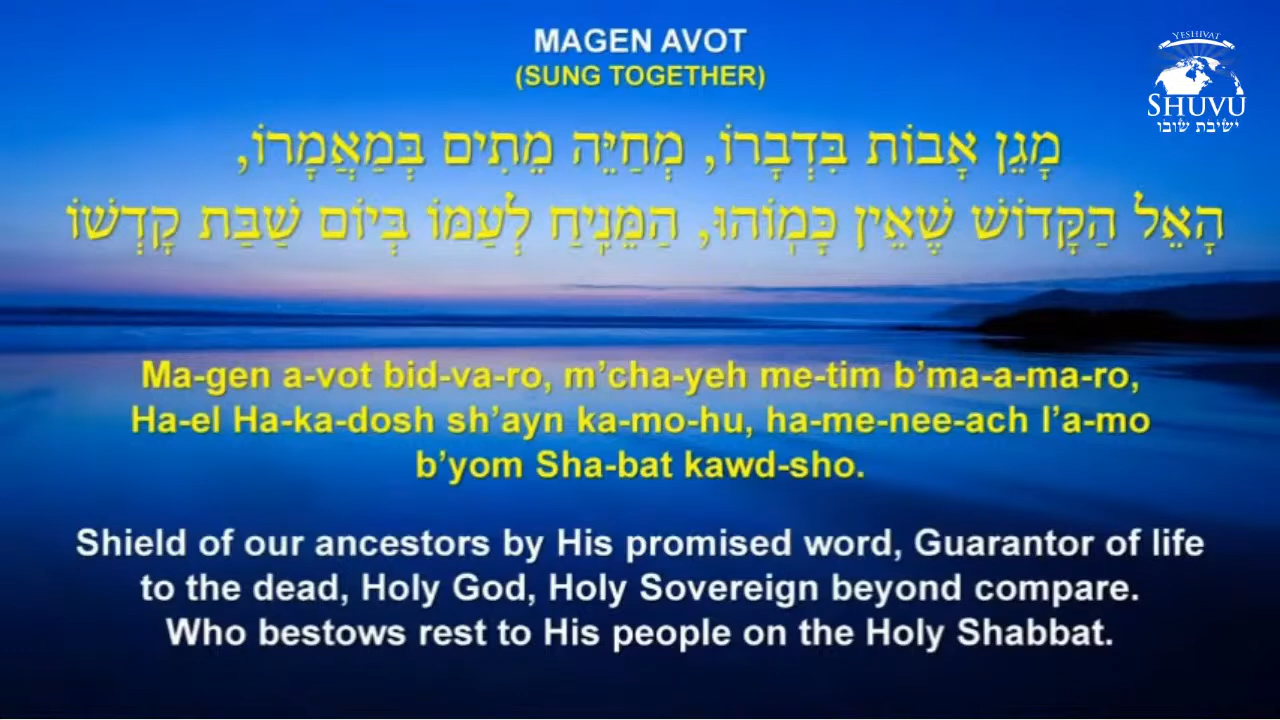 MAGEN AVOT
(SUNG TOGETHER)
YESHIVAT
SHUVU
ישיבת שובו
מָגֵן אָבוֹת בִּדְבָרוֹ, מְחַיֵּה מֵתִים בְּמַאֲמָרוֹ,
הָאֵל הַקָּדוֹשׁ שֶׁאֵין כָּמֽוֹהוּ, הַמֵּנִֽיחַ לְעַמּוֹ בְּיוֹם שַׁבַּת קָדְשׁוֹ
Ma-gen a-vot bid-va-ro, m’cha-yeh me-tim b’ma-a-ma-ro,
Ha-el Ha-ka-dosh sh’ayn ka-mo-hu, ha-me-nee-ach l’a-mo
b’yom Sha-bat kawd-sho.
Shield of our ancestors by His promised word, Guarantor of life
to the dead, Holy God, Holy Sovereign beyond compare.
Who bestows rest to His people on the Holy Shabbat.